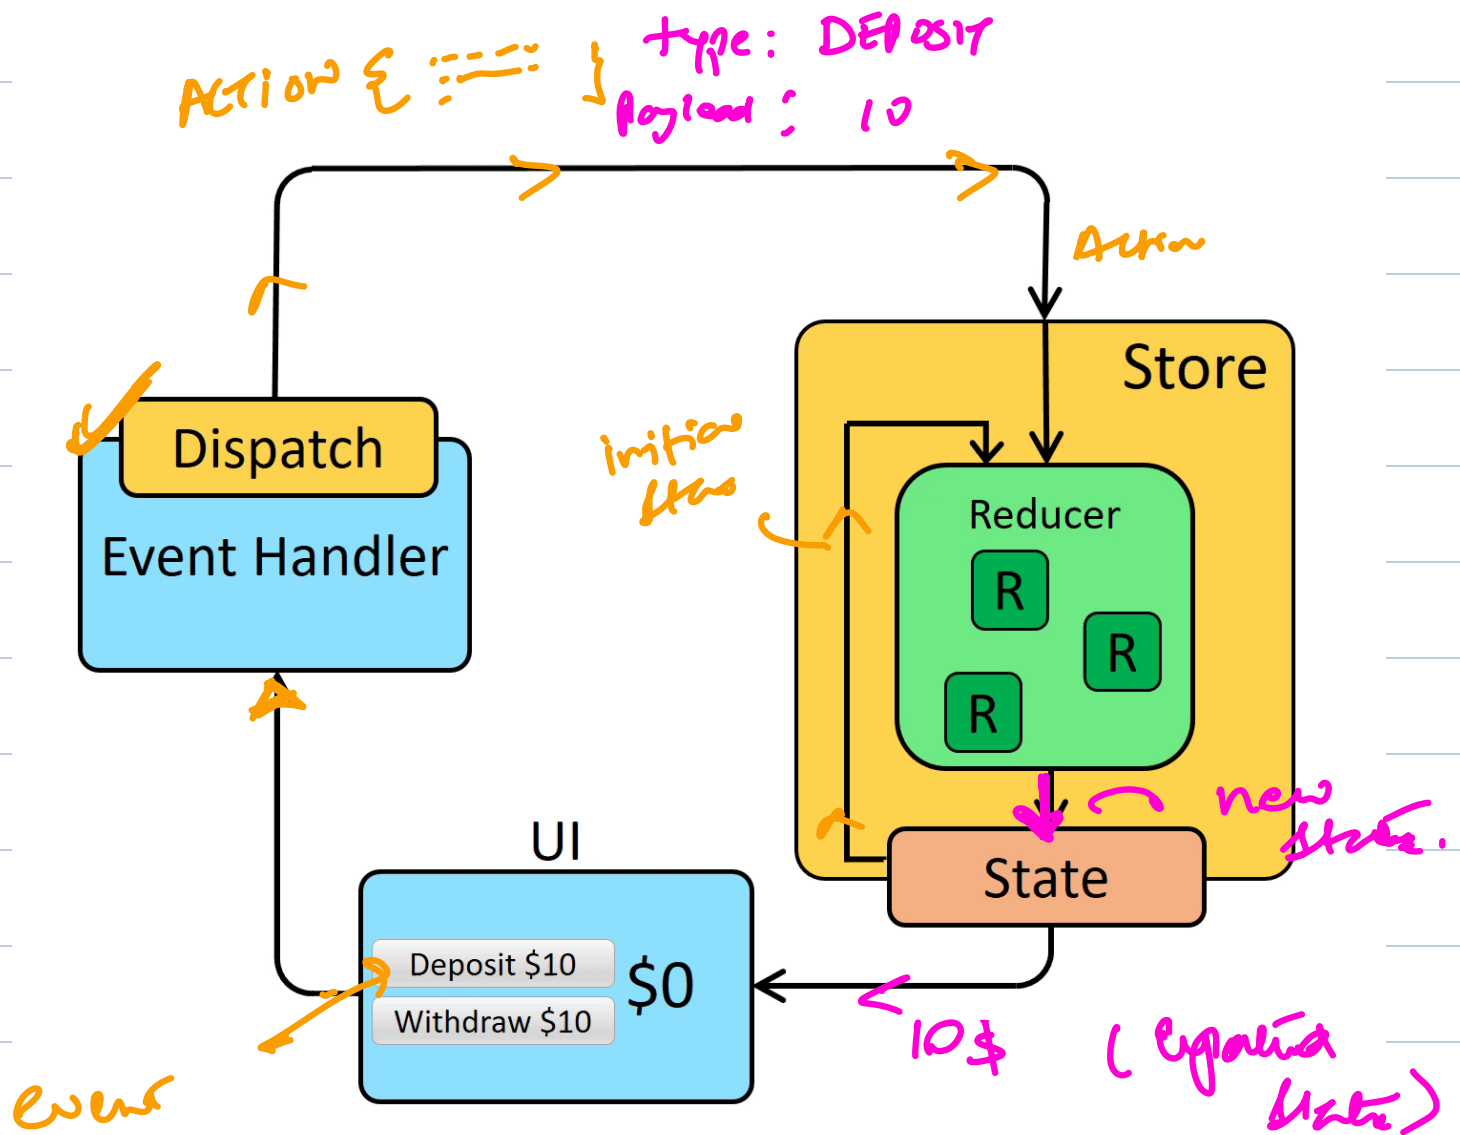 type: DEPOSIT
ACTION { }
Payload: 10
Action
Store
Dispatch
initial
Reducer
Event Handler
R
R
R
new
state.
UI
State
Deposit $10
$0
Withdraw $10
10$
(Updated
state)
event